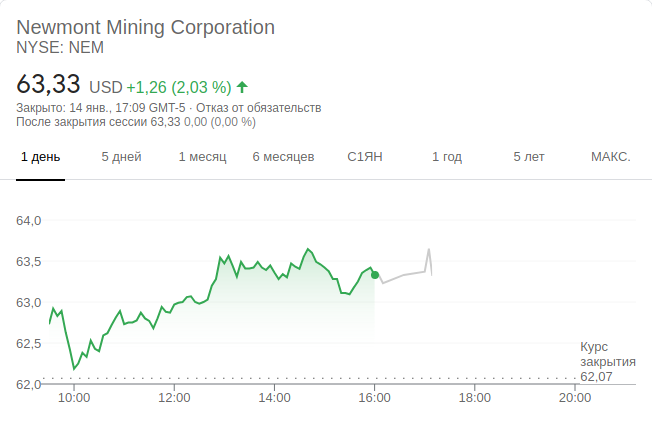 Newmont Mining Corporation
NYSE: NEM
63,33 USD +1,26 (2,03 %)
Закрыто: 14 янв., 17:09 GMT-5 · Отказ от обязательств
После закрытия сессии 63,33 0,00 (0,00 %)
1 день 5 дней 1 месяц 6 месяцев С1ЯН 1 год 5 лет МАКС.
64,0
63,5
63,0
62,5
Курс
закрытия
62,07
62,0
10:00 12:00 14:00 16:00 18:00 20:00